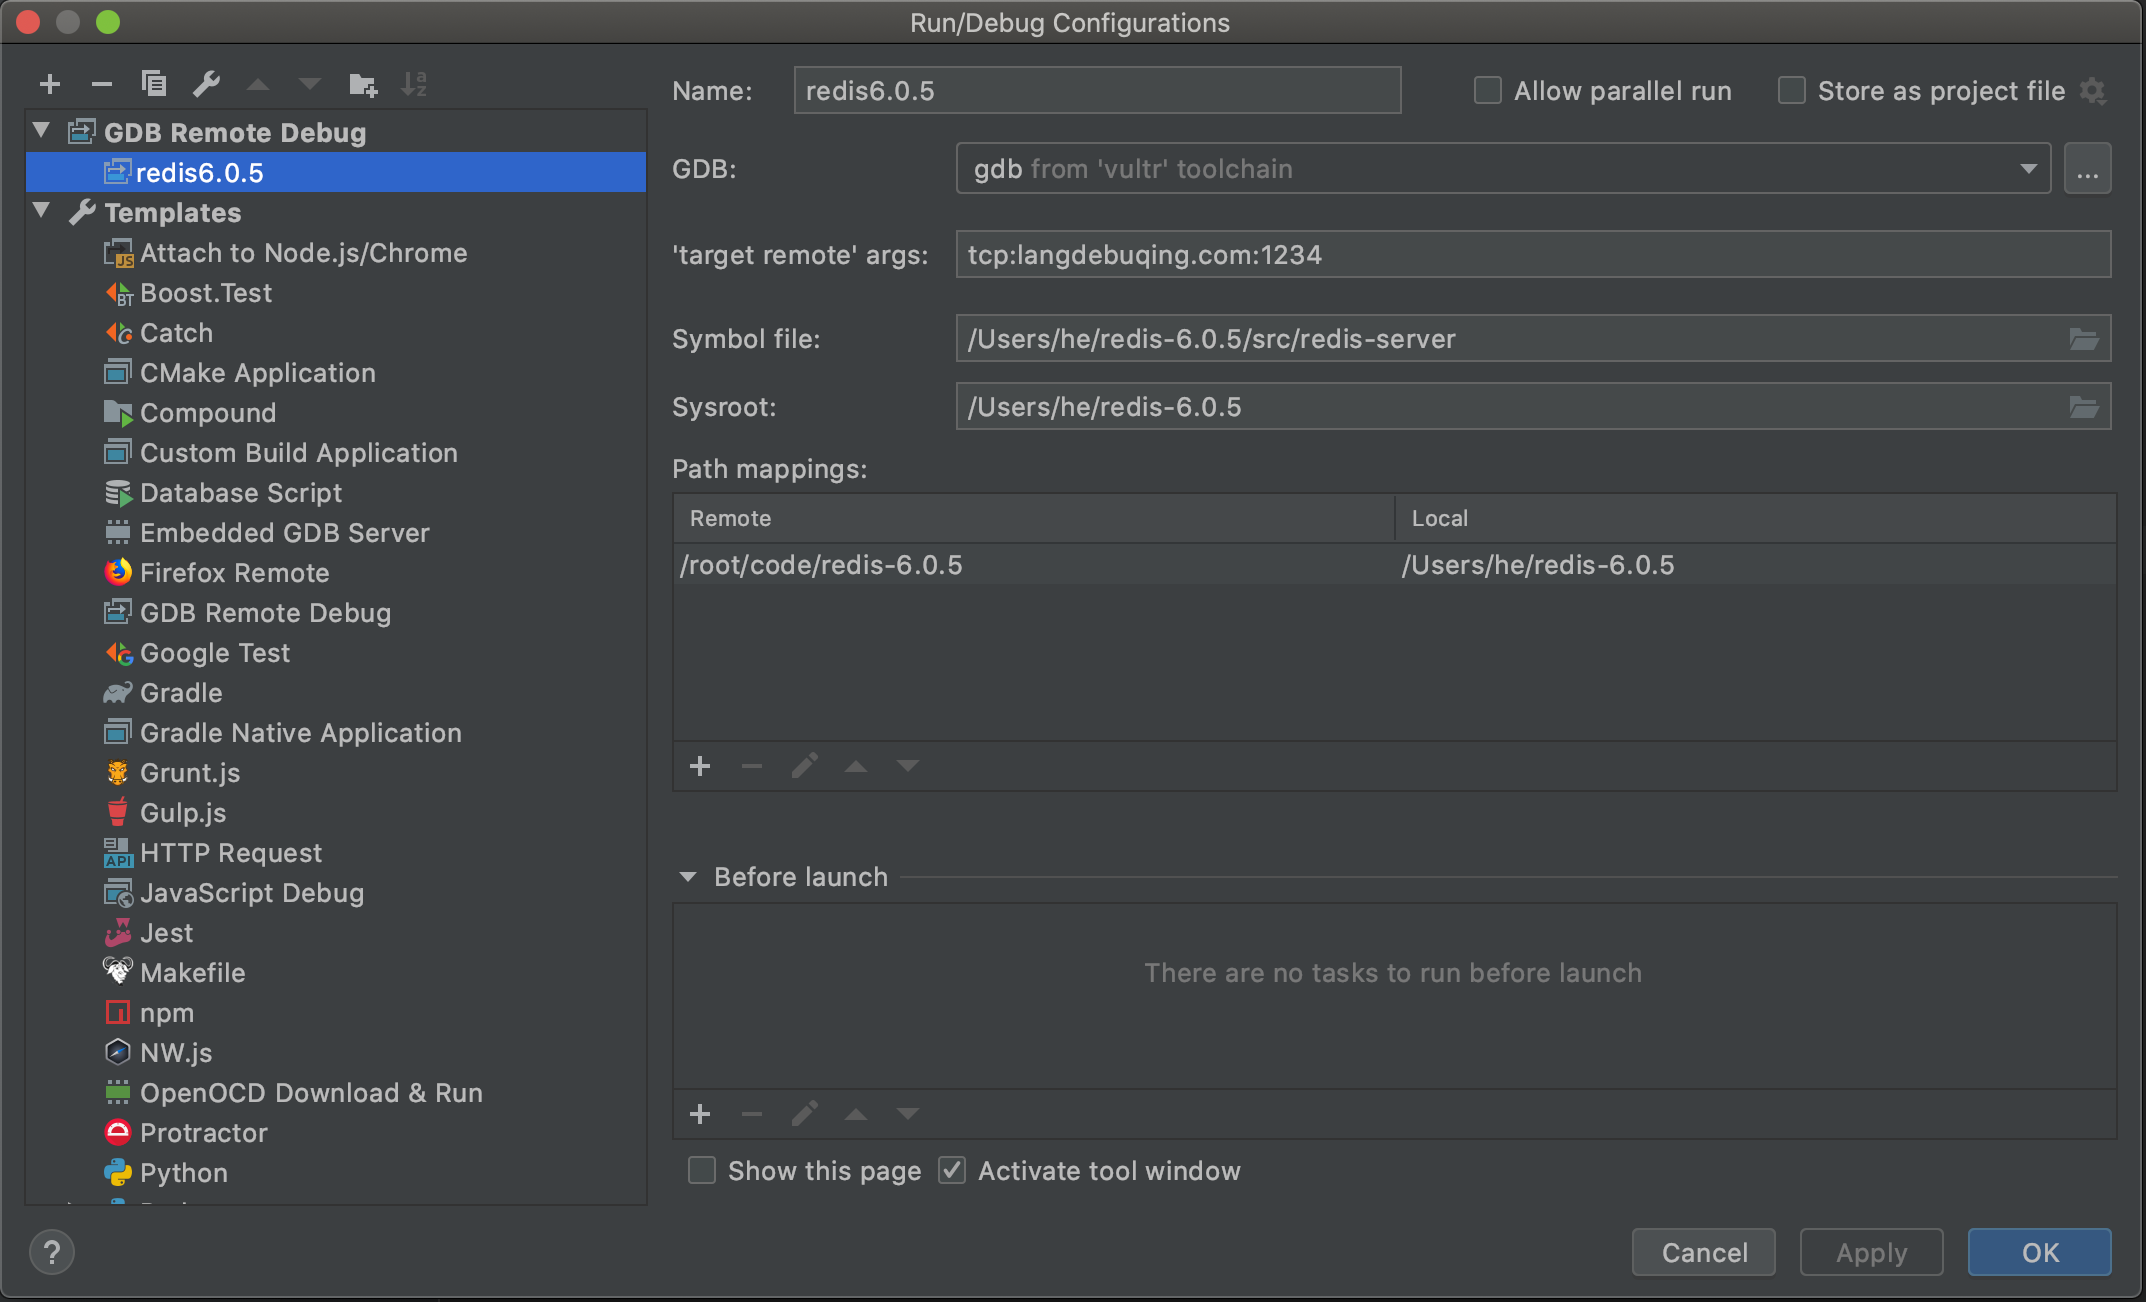 Run/Debug Configurations
GDB Remote Debug
redis6.0.5
Templates
Attach to Node.js/Chrome
Boost.Test
Catch
CMake Application
Compound
Custom Build Application
Database Script
Embedded GDB Server
Firefox Remote
GDB Remote Debug
Google Test
Gradle
Gradle Native Application
Grunt.js
Gulp.js
HTTP Request
JavaScript Debug
Jest
Makefile
npm
NW.js
OpenOCD Download & Run
Protractor
Python
Name: redis6.0.5 Allow parallel run Store as project file
GDB: gdb from 'vultr' toolchain ...
'target remote' args: tcp:langdebuqing.com:1234
Symbol file: /Users/he/redis-6.0.5/src/redis-server
Sysroot: /Users/he/redis-6.0.5
Path mappings:
Remote Local
/root/code/redis-6.0.5 /Users/he/redis-6.0.5
Before launch
There are no tasks to run before launch
Show this page Activate tool window
? Cancel Apply OK